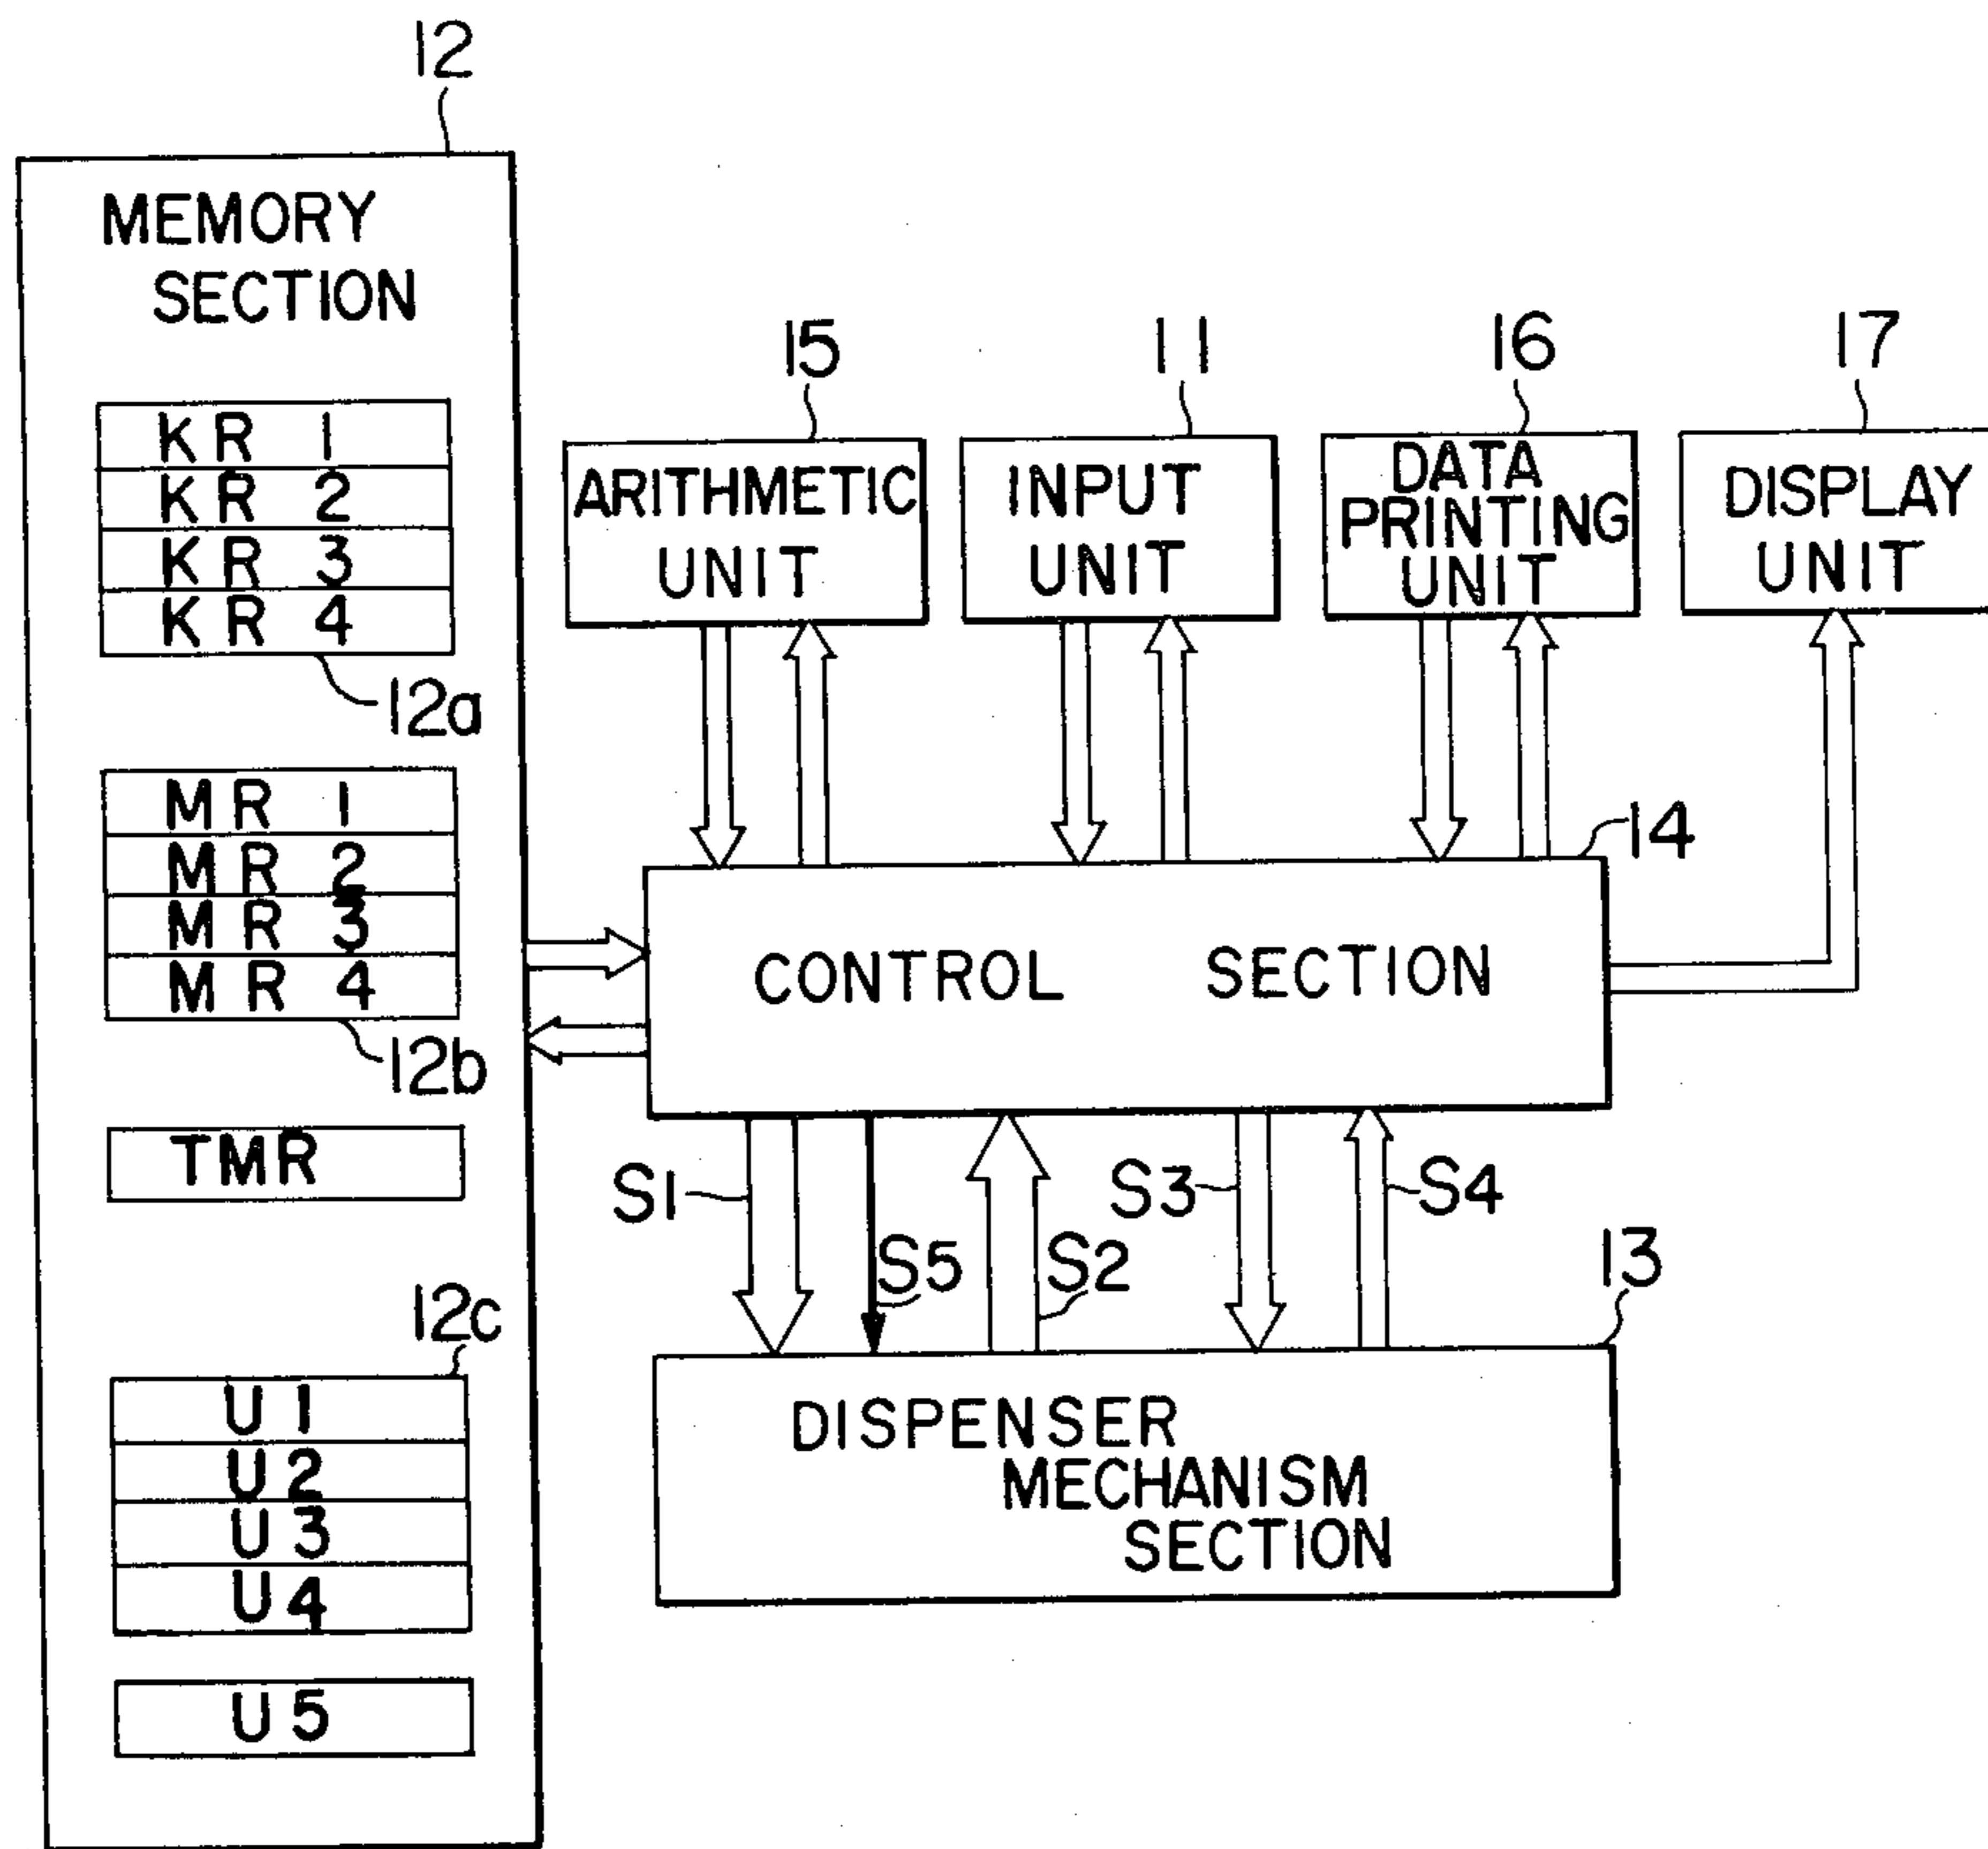 12
MEMORY
SECTION
KR 1
KR 2
KR 3
KR 4
12a
MR 1
MR 2
MR 3
MR 4
12b
TMR
12c
U1
U2
U3
U4
U5
15
ARITHMETIC
UNIT
11
INPUT
UNIT
16
DATA
PRINTING
UNIT
17
DISPLAY
UNIT
14
CONTROL SECTION
S1
S5
S2
S3
S4
13
DISPENSER
MECHANISM
SECTION